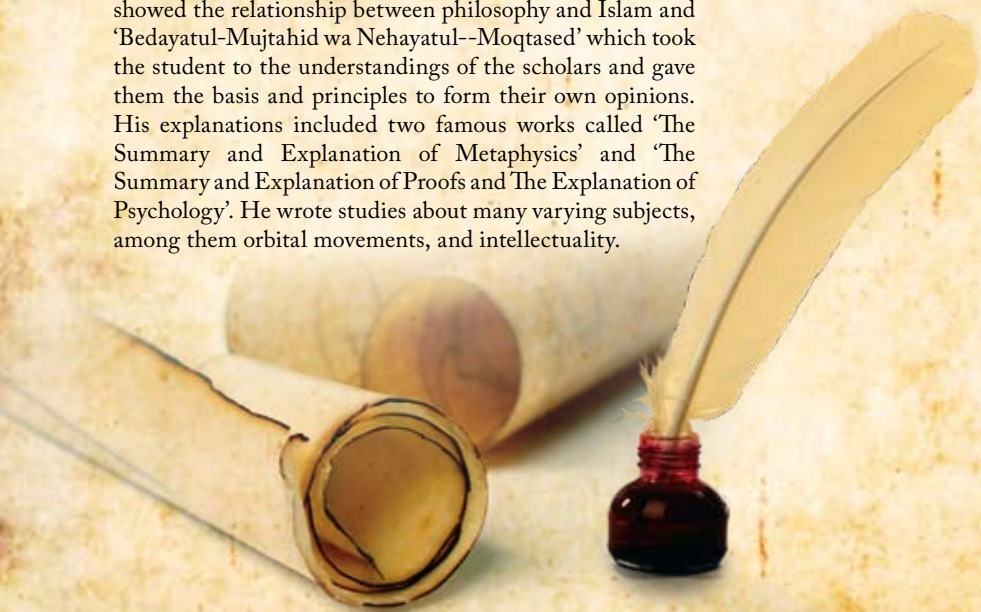 showed the relationship between philosophy and Islam and
‘Bedayatul-Mujtahid wa Nehayatul--Moqtased’ which took
the student to the understandings of the scholars and gave
them the basis and principles to form their own opinions.
His explanations included two famous works called ‘The
Summary and Explanation of Metaphysics’ and ‘The
Summary and Explanation of Proofs and The Explanation of
Psychology’. He wrote studies about many varying subjects,
among them orbital movements, and intellectuality.